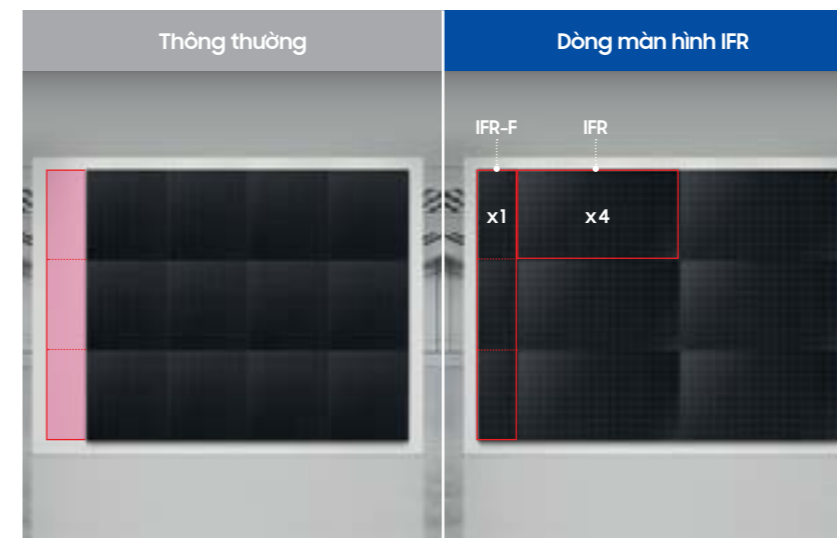 Thông thường
Dòng màn hình IFR
IFR-F
IFR
x1
x4